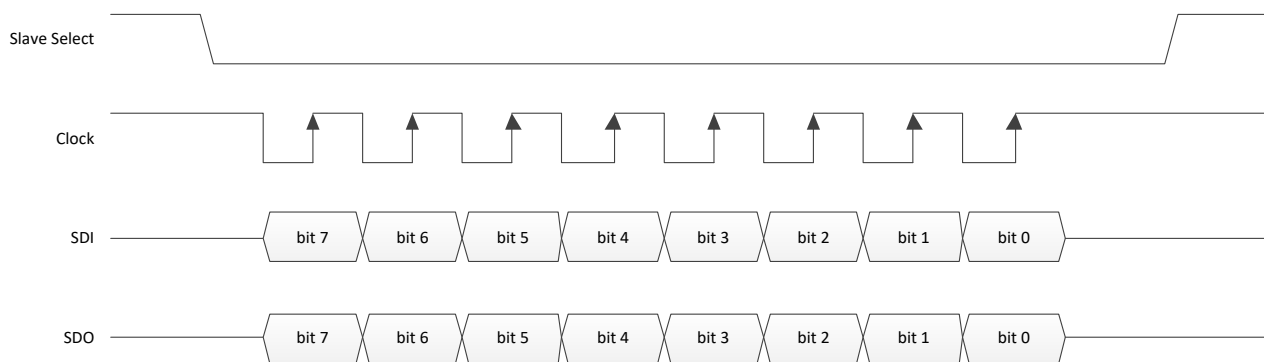 Slave Select
Clock
SDI bit 7 bit 6 bit 5 bit 4 bit 3 bit 2 bit 1 bit 0
SDO bit 7 bit 6 bit 5 bit 4 bit 3 bit 2 bit 1 bit 0